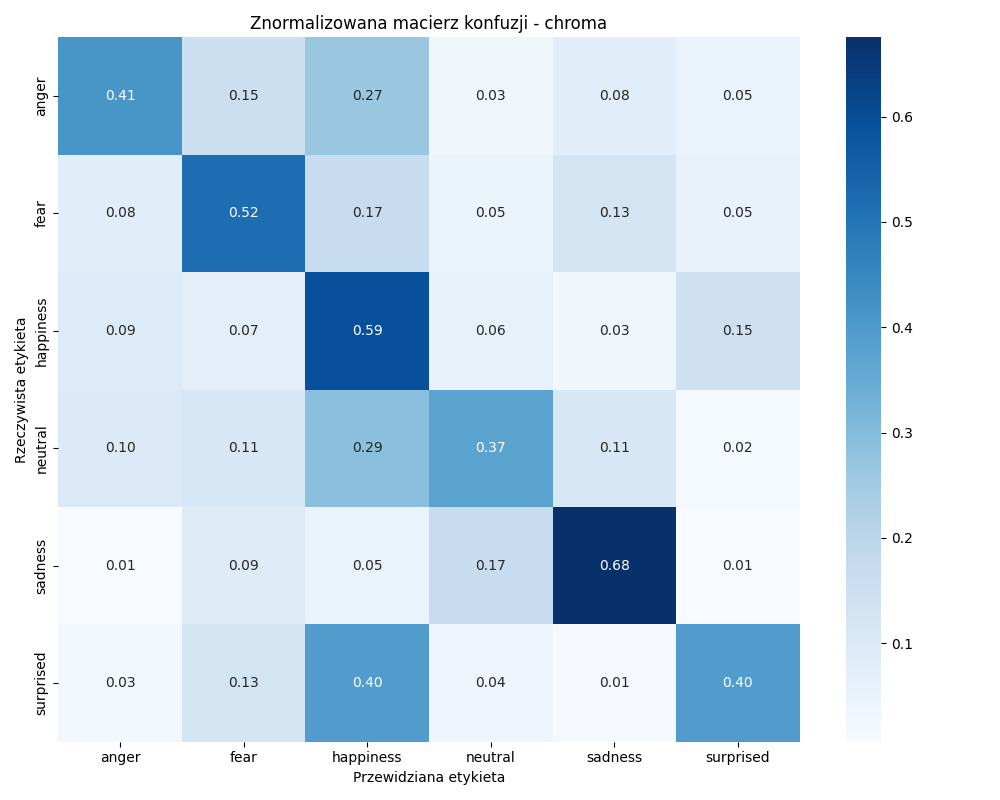 Znormalizowana macierz konfuzji - chroma
Rzeczywista etykieta
anger 0.41 0.15 0.27 0.03 0.08 0.05
fear 0.08 0.52 0.17 0.05 0.13 0.05
happiness 0.09 0.07 0.59 0.06 0.03 0.15
neutral 0.10 0.11 0.29 0.37 0.11 0.02
sadness 0.01 0.09 0.05 0.17 0.68 0.01
surprised 0.03 0.13 0.40 0.04 0.01 0.40
anger fear happiness neutral sadness surprised
Przewidziana etykieta
0.6
0.5
0.4
0.3
0.2
0.1